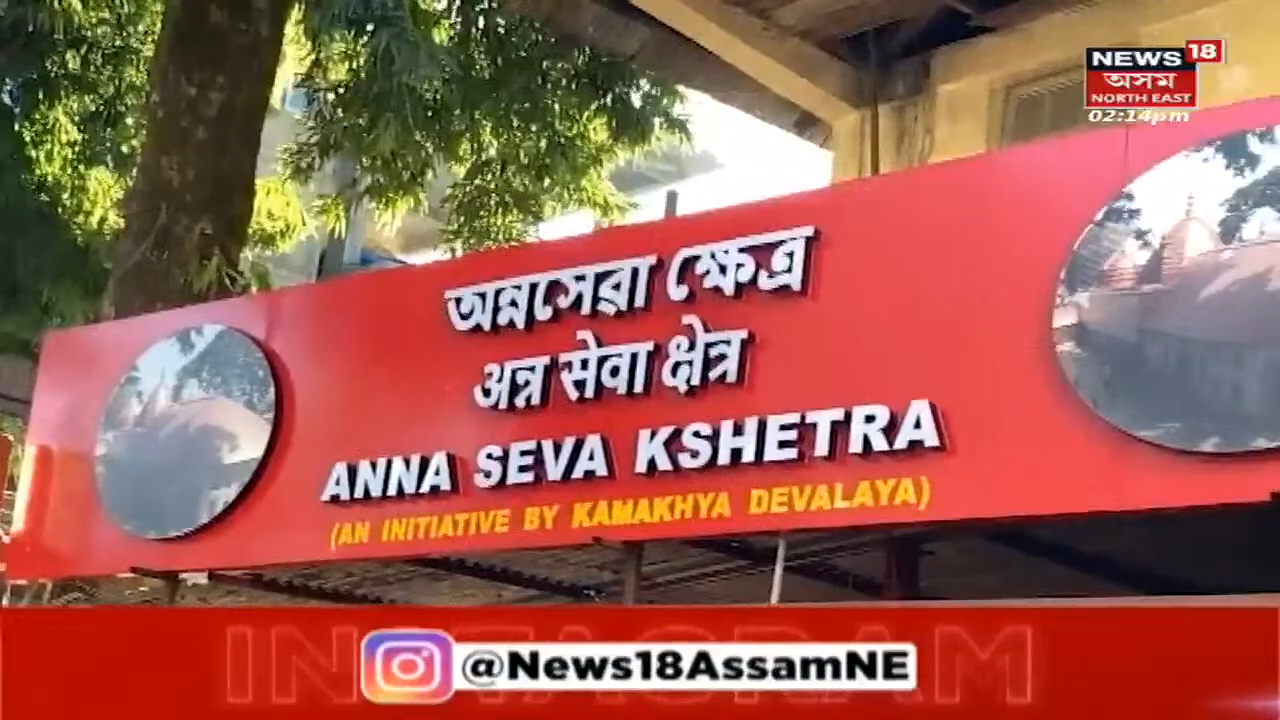 NEWS 18
অসম
NORTH EAST
02:14pm
অন্নসেৱা ক্ষেত্ৰ
अन्न सेवा क्षेत्र
ANNA SEVA KSHETRA
(AN INITIATIVE BY KAMAKHYA DEVALAYA)
INSTAGRAM
@News18AssamNE